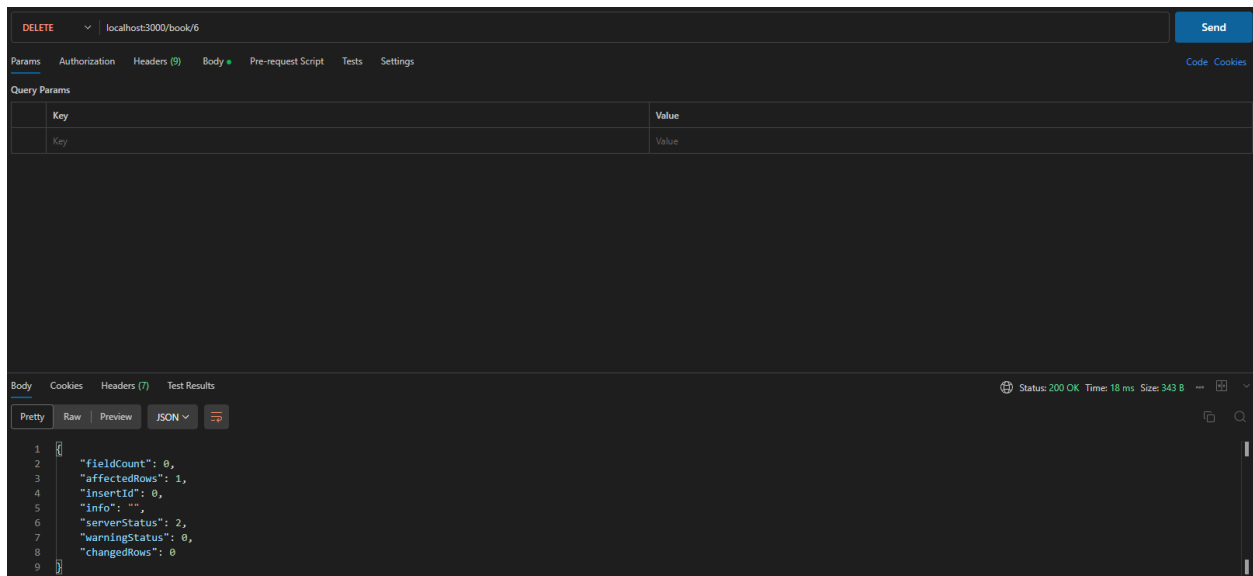 DELETE localhost:3000/book/6 Send
Params Authorization Headers (9) Body Pre-request Script Tests Settings Code Cookies
Query Params
Key Value
Key Value
Body Cookies Headers (7) Test Results Status: 200 OK Time: 18 ms Size: 343 B
Pretty Raw Preview JSON
1 {
2 "fieldCount": 0,
3 "affectedRows": 1,
4 "insertId": 0,
5 "info": "",
6 "serverStatus": 2,
7 "warningStatus": 0,
8 "changedRows": 0
9 }